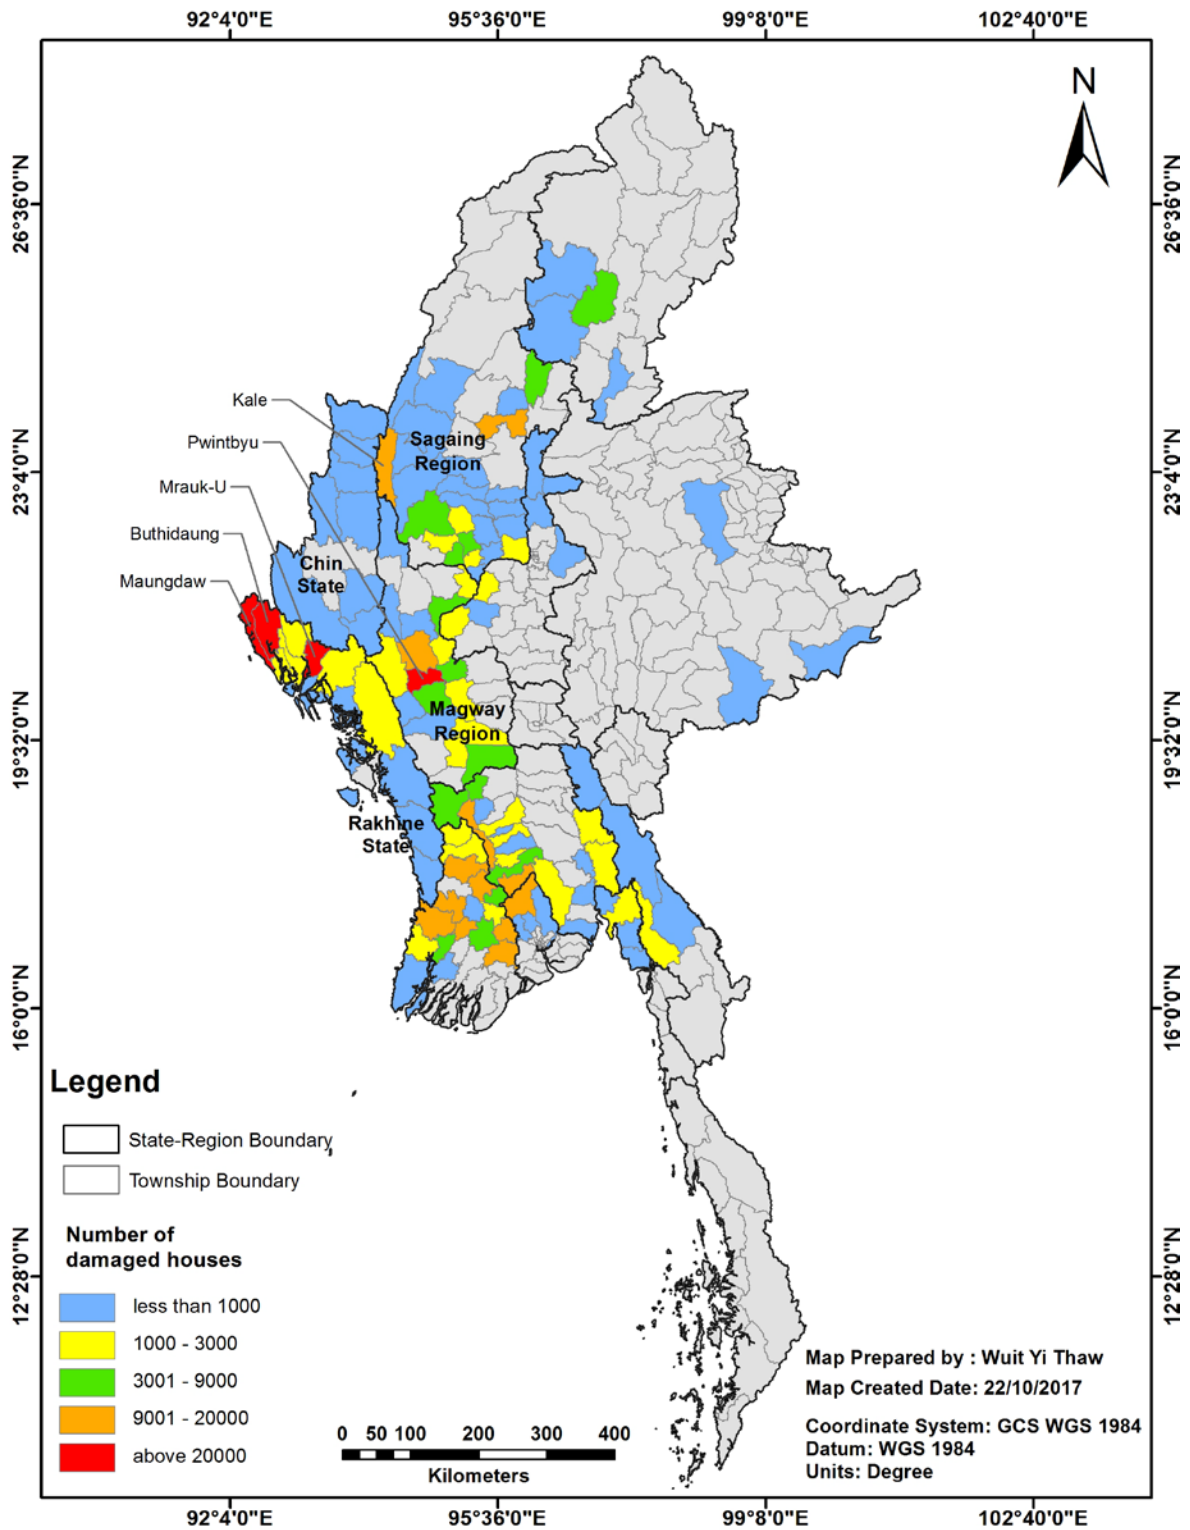 92°4'0"E
95°36'0"E
99°8'0"E
102°40'0"E
N
26°36'0"N
26°36'0"N
Kale
Pwintbyu
Sagaing
Region
23°4'0"N
23°4'0"N
Mrauk-U
Buthidaung
Chin
State
Maungdaw
Magway
Region
19°32'0"N
19°32'0"N
Rakhine
State
16°0'0"N
16°0'0"N
Legend
State-Region Boundary
Township Boundary
Number of
damaged houses
12°28'0"N
12°28'0"N
less than 1000
1000 - 3000
3001 - 9000
9001 - 20000
above 20000
0 50 100 200 300 400
Kilometers
Map Prepared by : Wuit Yi Thaw
Map Created Date: 22/10/2017
Coordinate System: GCS WGS 1984
Datum: WGS 1984
Units: Degree
92°4'0"E
95°36'0"E
99°8'0"E
102°40'0"E